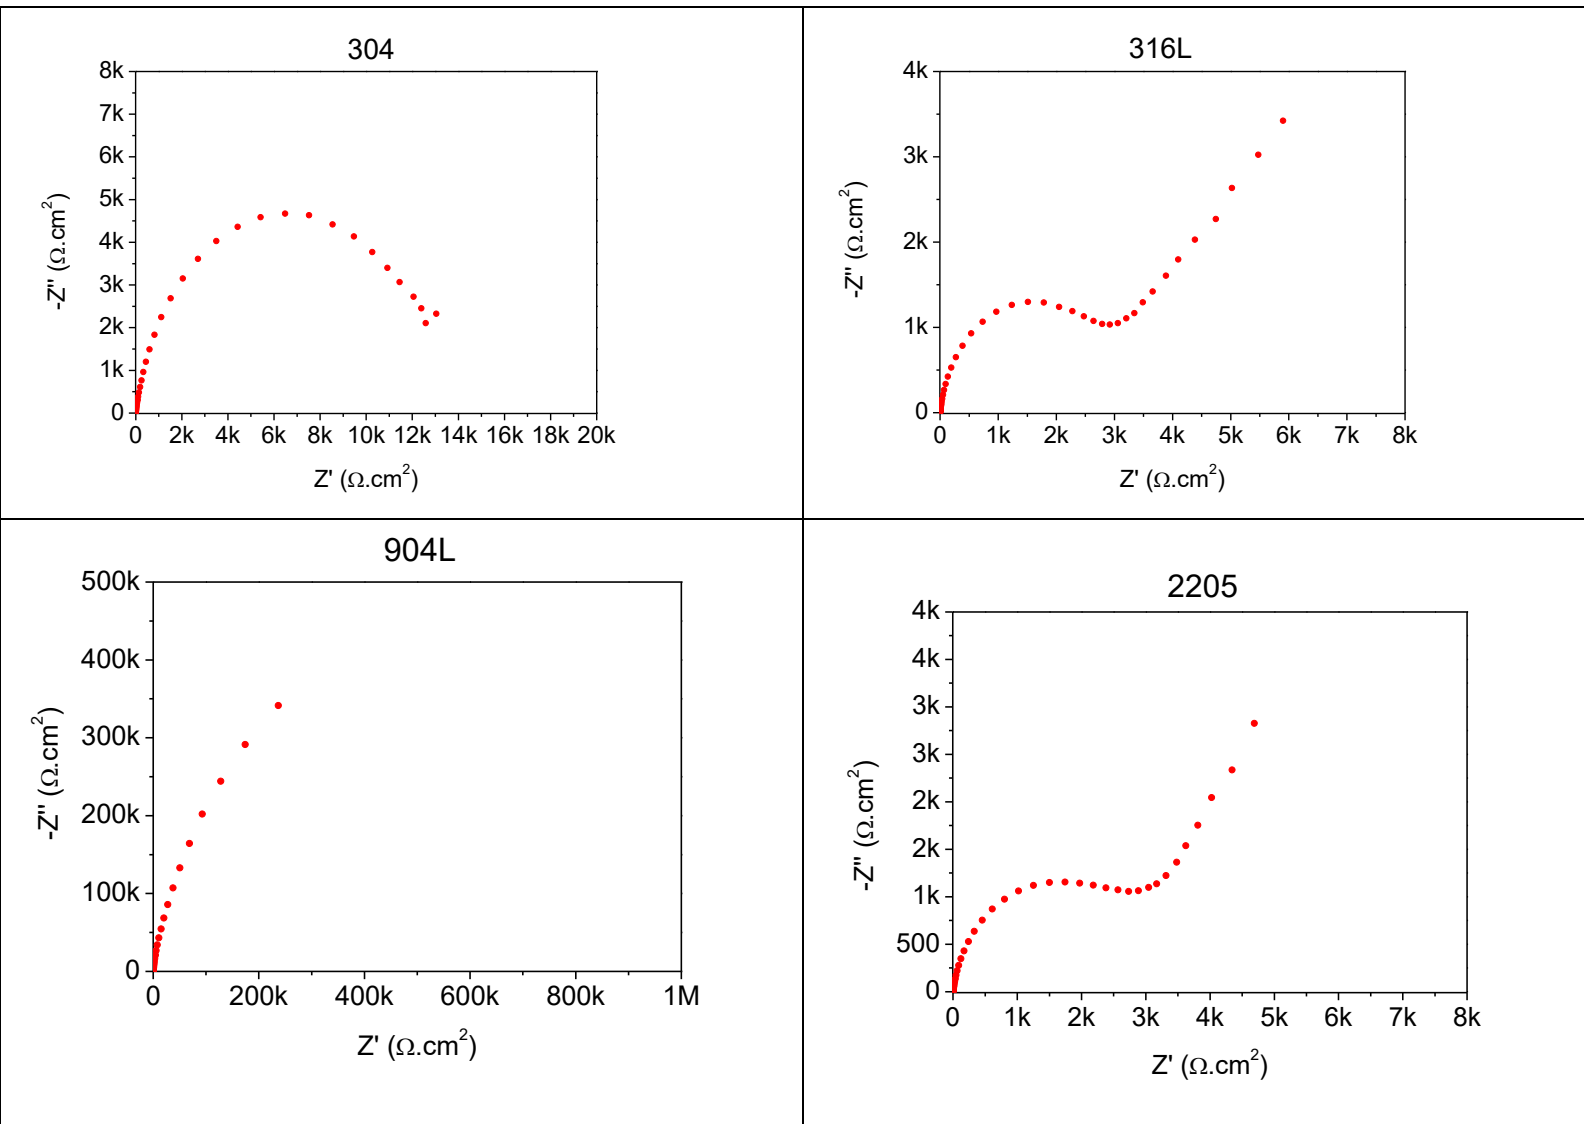 304
8k
7k
6k
5k
4k
3k
2k
1k
0
0 2k 4k 6k 8k 10k 12k 14k 16k 18k 20k
-Z'' (Ω.cm²)
Z' (Ω.cm²)
316L
4k
3k
2k
1k
0
0 1k 2k 3k 4k 5k 6k 7k 8k
-Z'' (Ω.cm²)
Z' (Ω.cm²)
904L
500k
400k
300k
200k
100k
0
0 200k 400k 600k 800k 1M
-Z'' (Ω.cm²)
Z' (Ω.cm²)
2205
4k
4k
3k
3k
2k
2k
1k
500
0
0 1k 2k 3k 4k 5k 6k 7k 8k
-Z'' (Ω.cm²)
Z' (Ω.cm²)